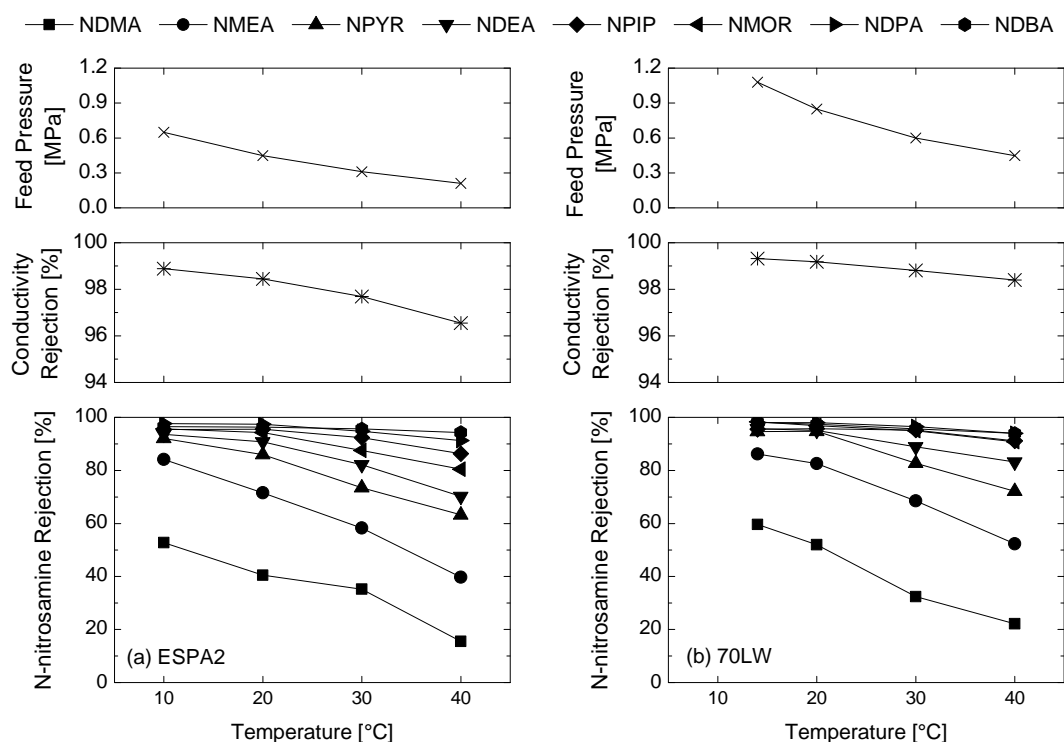 NDMA NMEA NPYR NDEA NPIP NMOR NDPA NDBA
Feed Pressure
[MPa]
1.2
0.9
0.6
0.3
0.0
Conductivity
Rejection [%]
100
98
96
94
N-nitrosamine Rejection [%]
100
80
60
40
20
0
(a) ESPA2
10 20 30 40
Temperature [°C]
Feed Pressure
[MPa]
1.2
0.9
0.6
0.3
0.0
Conductivity
Rejection [%]
100
98
96
94
N-nitrosamine Rejection [%]
100
80
60
40
20
0
(b) 70LW
10 20 30 40
Temperature [°C]